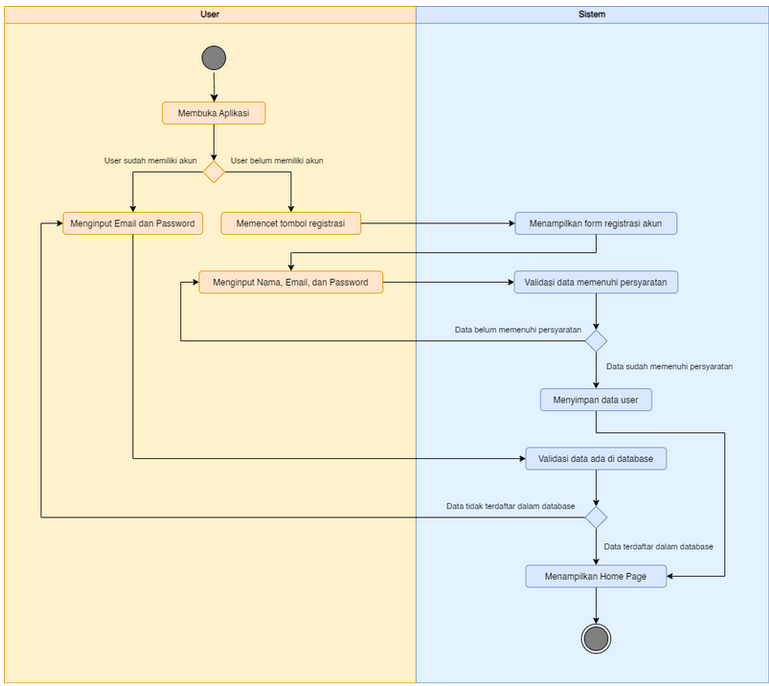 User
Sistem
Membuka Aplikasi
User sudah memiliki akun
User belum memiliki akun
Menginput Email dan Password
Memencet tombol registrasi
Menampilkan form registrasi akun
Menginput Nama, Email, dan Password
Validasi data memenuhi persyaratan
Data belum memenuhi persyaratan
Data sudah memenuhi persyaratan
Menyimpan data user
Validasi data ada di database
Data tidak terdaftar dalam database
Data terdaftar dalam database
Menampilkan Home Page